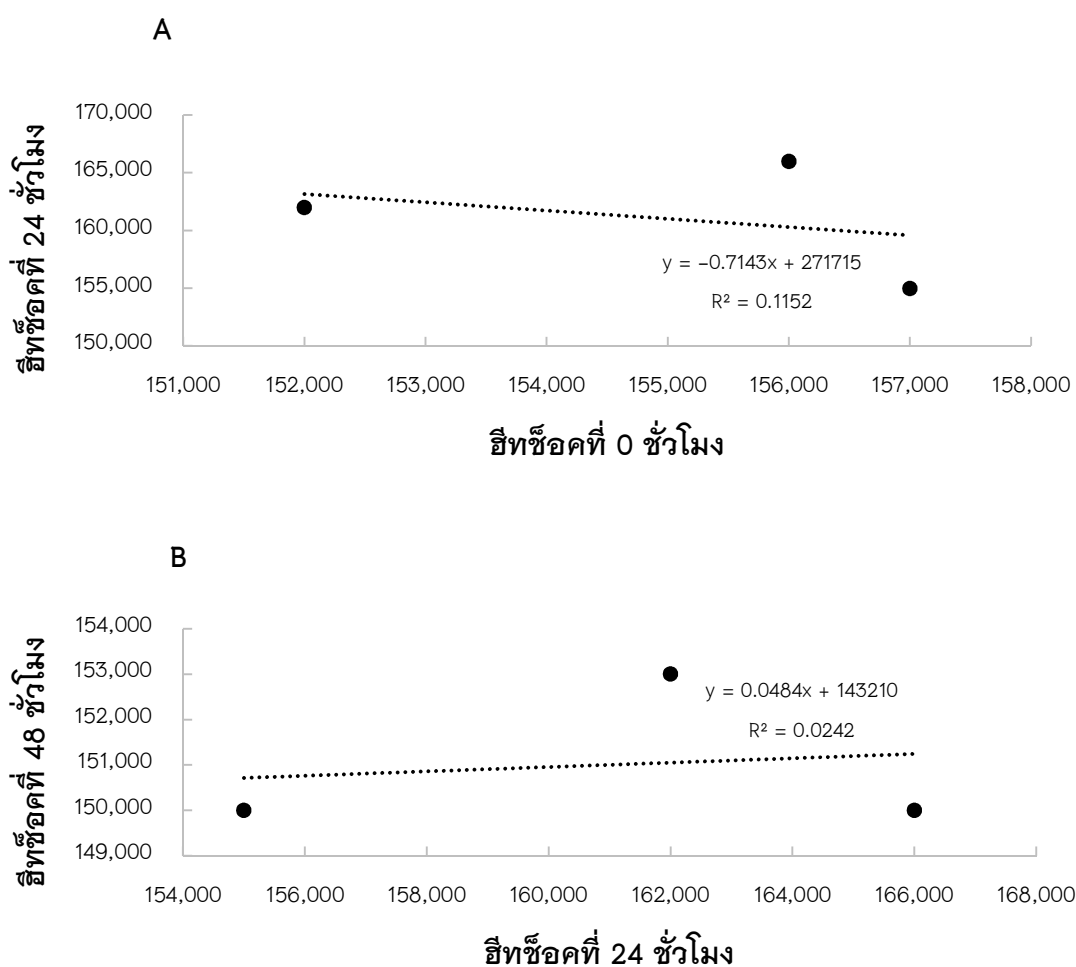 A
170,000
165,000
160,000
155,000
150,000
ฮีทช็อคที่ 24 ชั่วโมง
y = -0.7143x + 271715
R² = 0.1152
151,000 152,000 153,000 154,000 155,000 156,000 157,000 158,000
ฮีทช็อคที่ 0 ชั่วโมง
B
154,000
153,000
152,000
151,000
150,000
149,000
ฮีทช็อคที่ 48 ชั่วโมง
y = 0.0484x + 143210
R² = 0.0242
154,000 156,000 158,000 160,000 162,000 164,000 166,000 168,000
ฮีทช็อคที่ 24 ชั่วโมง